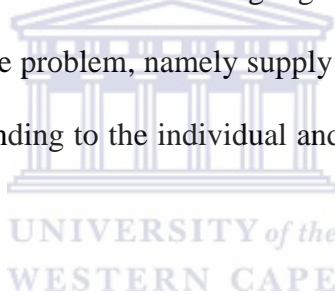 e problem, namely supply
nding to the individual and
UNIVERSITY of the
WESTERN CAPE